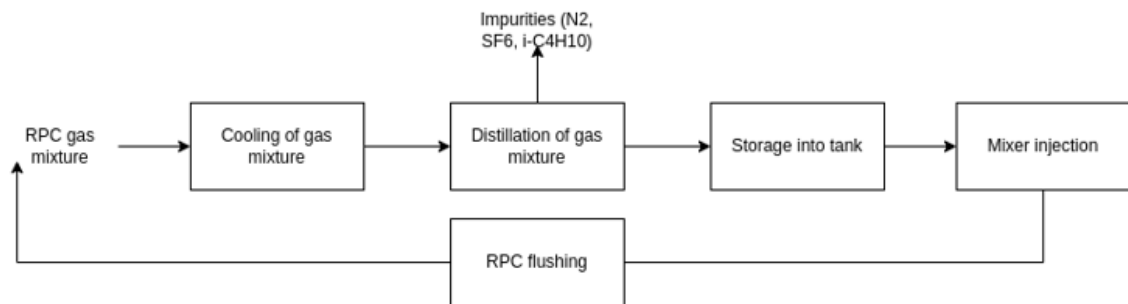 Impurities (N2,
SF6, i-C4H10)
RPC gas
mixture
Cooling of gas
mixture
Distillation of gas
mixture
Storage into tank
Mixer injection
RPC flushing